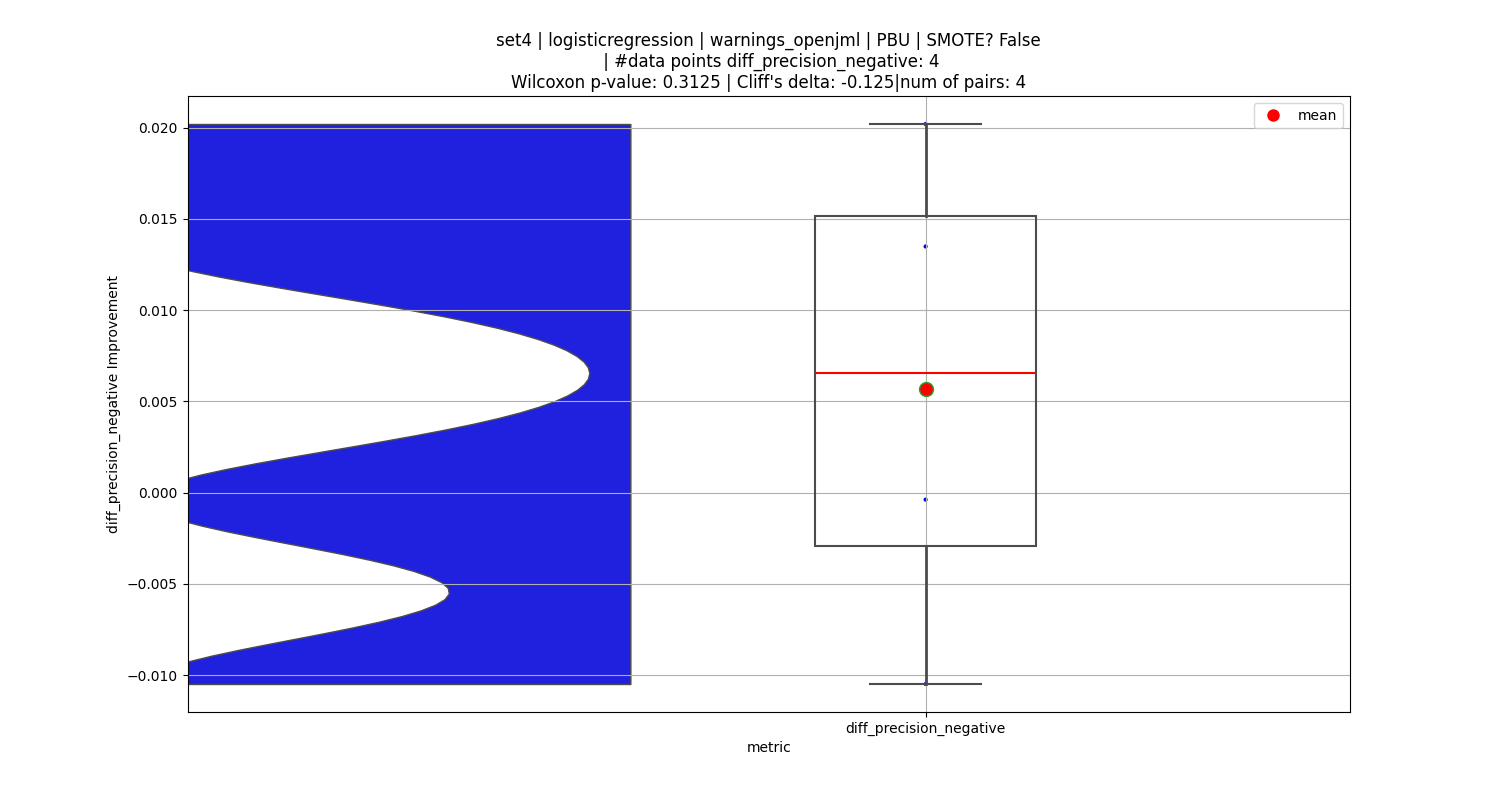 set4 | logisticregression | warnings_openjml | PBU | SMOTE? False
| #data points diff_precision_negative: 4
Wilcoxon p-value: 0.3125 | Cliff's delta: -0.125|num of pairs: 4
mean
0.020
0.015
0.010
0.005
0.000
−0.005
−0.010
diff_precision_negative Improvement
diff_precision_negative
metric